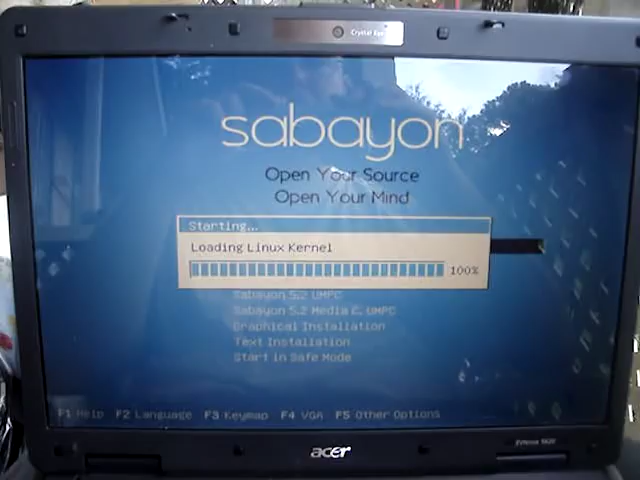 Crystal Eye
sabayon
Open Your Source
Open Your Mind
Starting...
Loading Linux Kernel
100%
Sabayon 5.2 UMPC
Sabayon 5.2 Media C. UMPC
Graphical Installation
Text Installation
Start in Safe Mode
F1 Help F2 Language F3 Keymap F4 VGA F5 Other Options
acer
Extensa 5620